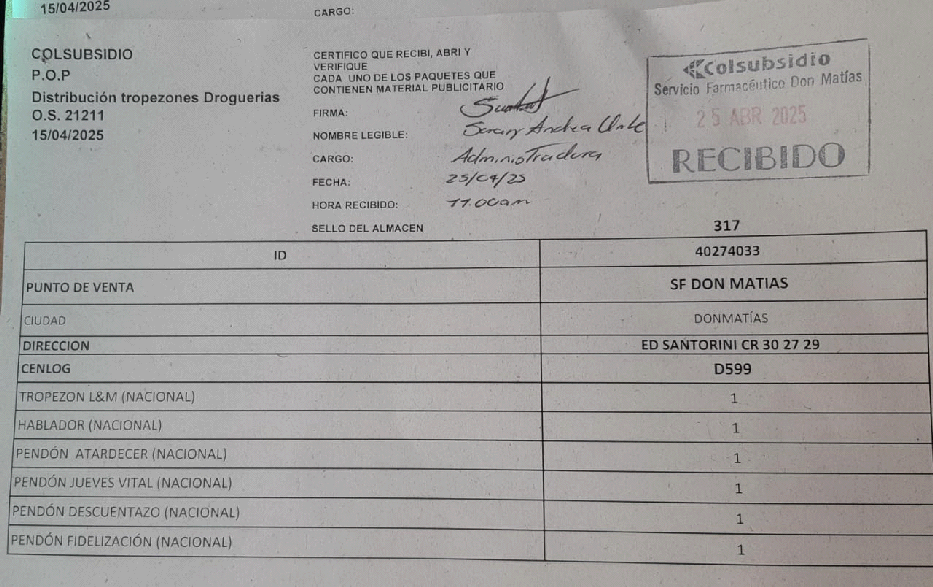 15/04/2025
CARGO:
COLSUBSIDIO
P.O.P
Distribución tropezones Droguerias
O.S. 21211
15/04/2025
CERTIFICO QUE RECIBI, ABRI Y
VERIFIQUE
CADA UNO DE LOS PAQUETES QUE
CONTIENEN MATERIAL PUBLICITARIO
FIRMA:
NOMBRE LEGIBLE: Andrea
CARGO: Administradora
FECHA: 25/04/25
HORA RECIBIDO: 11:00am
SELLO DEL ALMACEN
Colsubsidio
Servicio Farmacéutico Don Matías
25 ABR 2025
RECIBIDO
317
ID 40274033
PUNTO DE VENTA SF DON MATIAS
CIUDAD DONMATÍAS
DIRECCION ED SANTORINI CR 30 27 29
CENLOG D599
TROPEZON L&M (NACIONAL) 1
HABLADOR (NACIONAL) 1
PENDÓN ATARDECER (NACIONAL) 1
PENDÓN JUEVES VITAL (NACIONAL) 1
PENDÓN DESCUENTAZO (NACIONAL) 1
PENDÓN FIDELIZACIÓN (NACIONAL) 1